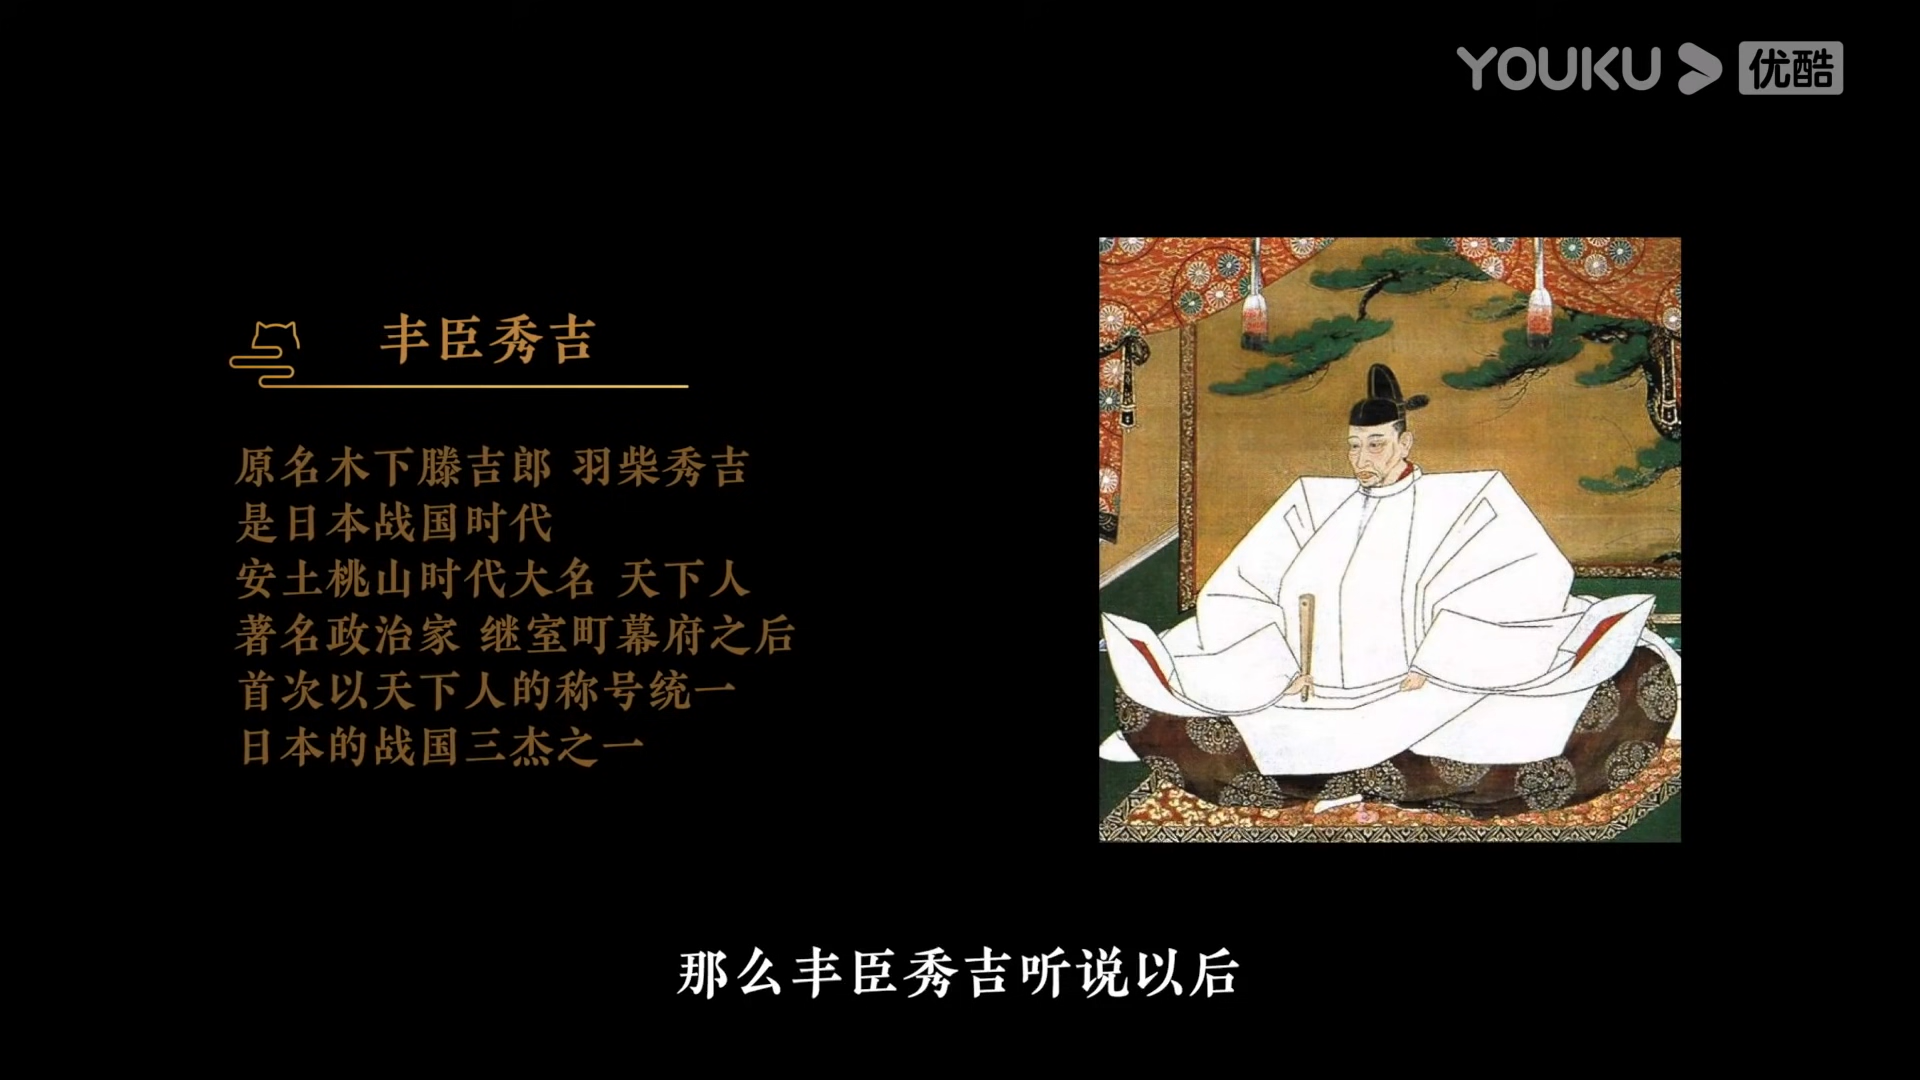 YOUKU 优酷
丰臣秀吉
原名木下滕吉郎 羽柴秀吉
是日本战国时代
安土桃山时代大名 天下人
著名政治家 继室町幕府之后
首次以天下人的称号统一
日本的战国三杰之一
那么丰臣秀吉听说以后